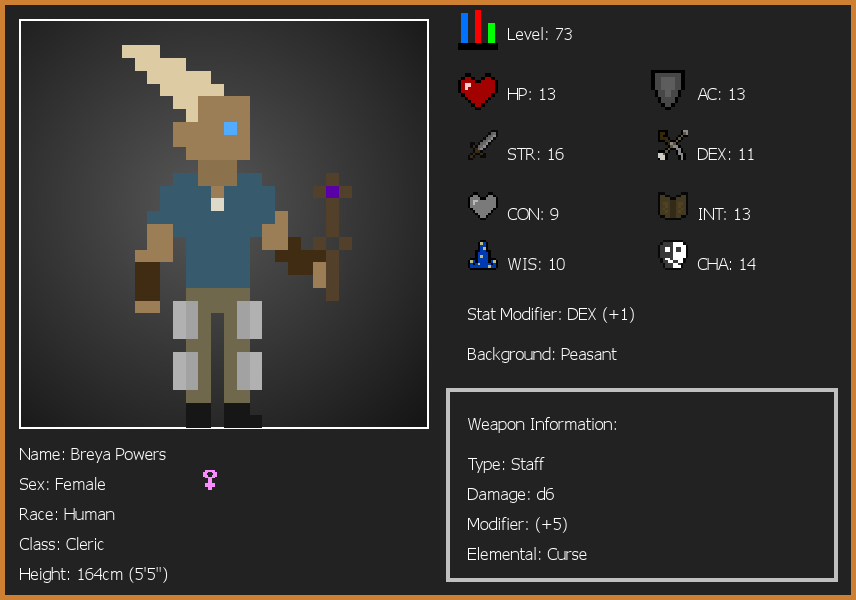 Level: 73
HP: 13
AC: 13
STR: 16
DEX: 11
CON: 9
INT: 13
WIS: 10
CHA: 14
Stat Modifier: DEX (+1)
Background: Peasant
Weapon Information:
Type: Staff
Damage: d6
Modifier: (+5)
Elemental: Curse
Name: Breya Powers
Sex: Female
Race: Human
Class: Cleric
Height: 164cm (5'5")